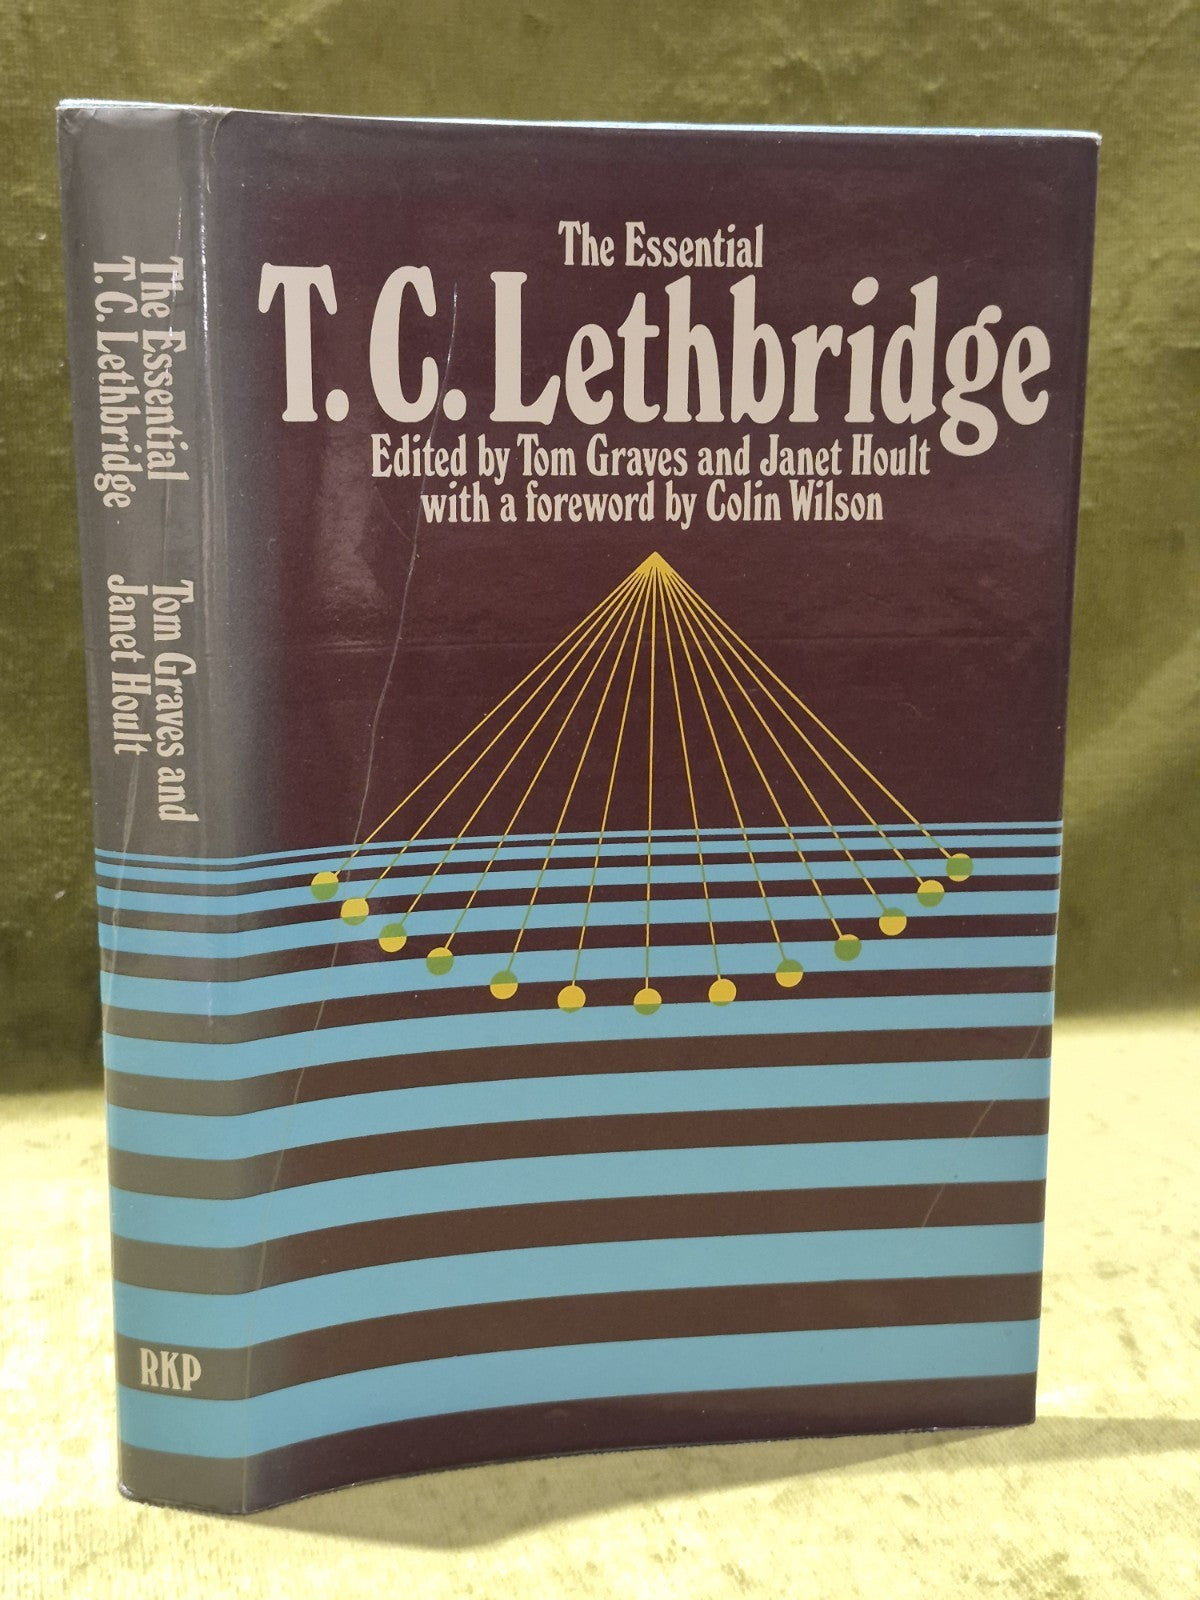 The Essential
T. C. Lethbridge
Edited by Tom Graves and Janet Hoult
with a foreword by Colin Wilson
The Essential
T. C. Lethbridge
Tom Graves and
Janet Hoult
RKP